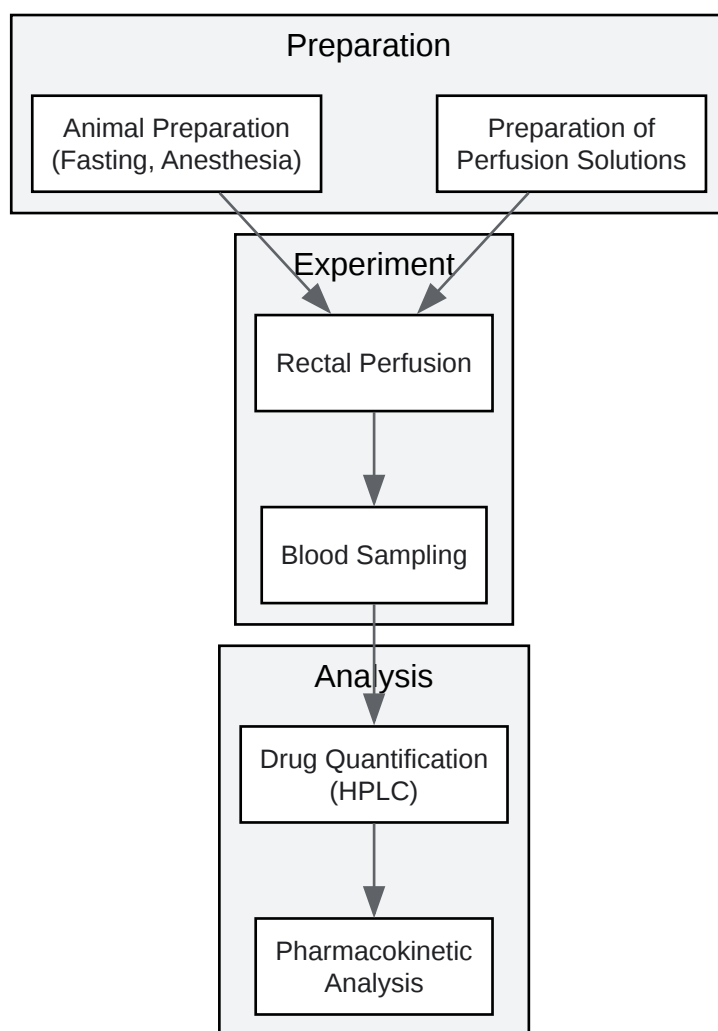 Preparation
Animal Preparation
(Fasting, Anesthesia)
Preparation of
Perfusion Solutions
Experiment
Rectal Perfusion
Blood Sampling
Analysis
Drug Quantification
(HPLC)
Pharmacokinetic
Analysis